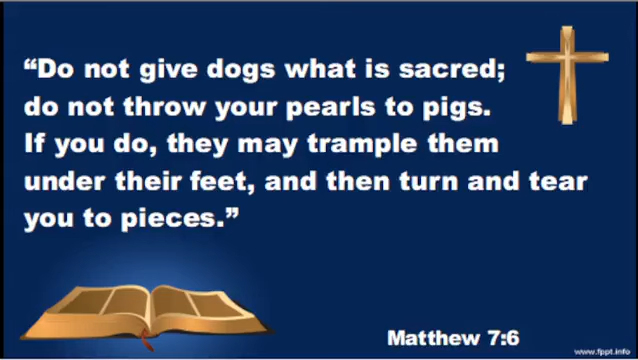 “Do not give dogs what is sacred;
do not throw your pearls to pigs.
If you do, they may trample them
under their feet, and then turn and tear
you to pieces.”
Matthew 7:6
www.fppt.info